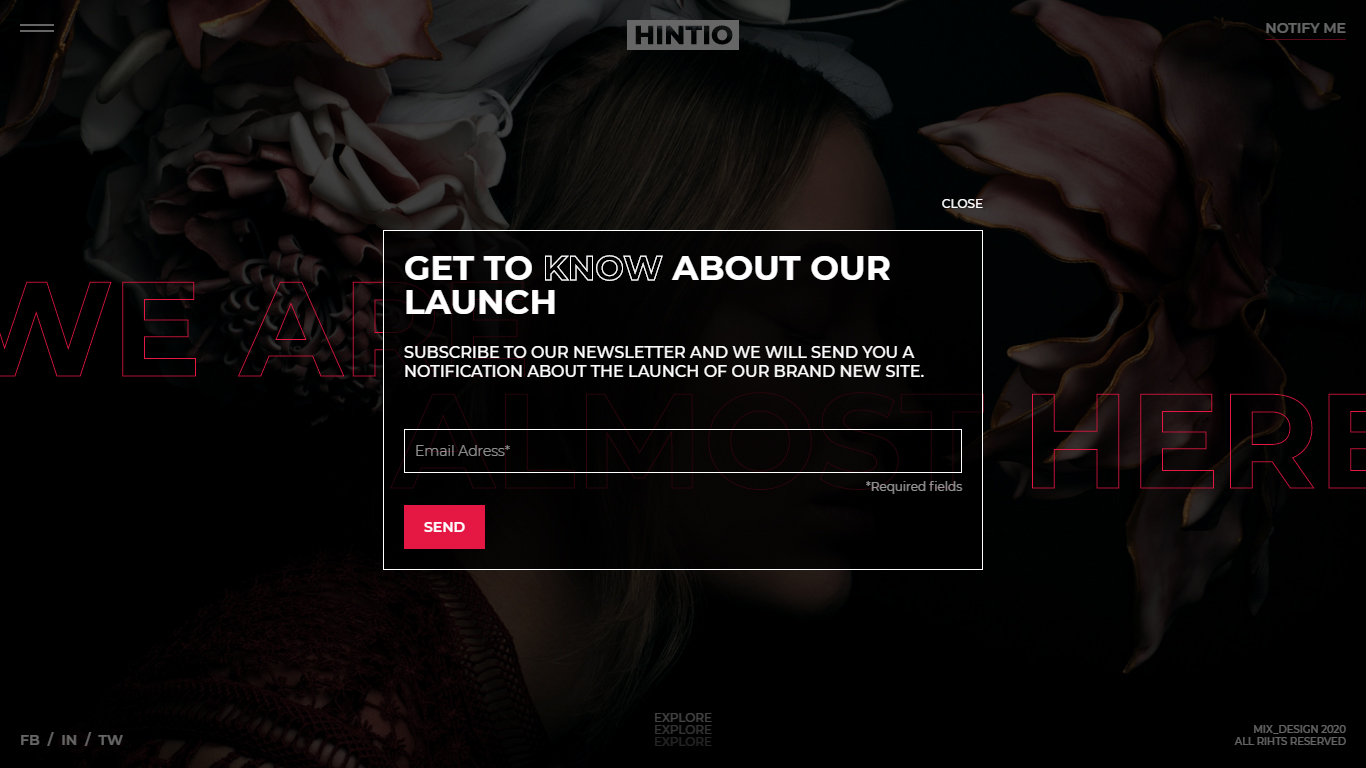 HINTIO
NOTIFY ME
CLOSE
GET TO KNOW ABOUT OUR
LAUNCH
WE ARE
SUBSCRIBE TO OUR NEWSLETTER AND WE WILL SEND YOU A
NOTIFICATION ABOUT THE LAUNCH OF OUR BRAND NEW SITE.
ALMOST HERE
Email Adress*
*Required fields
SEND
EXPLORE
EXPLORE
EXPLORE
FB / IN / TW
MIX_DESIGN 2020
ALL RIHTS RESERVED